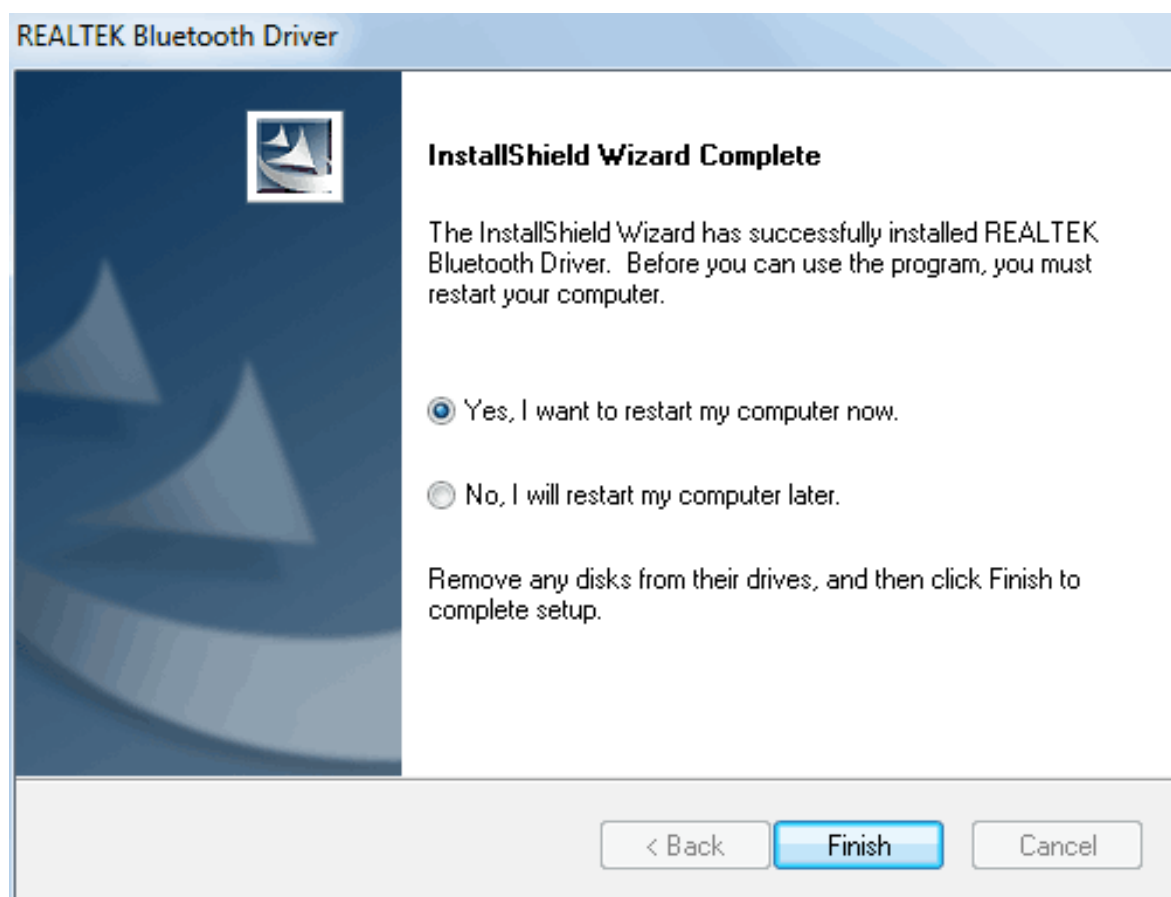 REALTEK Bluetooth Driver
InstallShield Wizard Complete
The InstallShield Wizard has successfully installed REALTEK
Bluetooth Driver.  Before you can use the program, you must
restart your computer.
Yes, I want to restart my computer now.
No, I will restart my computer later.
Remove any disks from their drives, and then click Finish to
complete setup.
< Back Finish Cancel